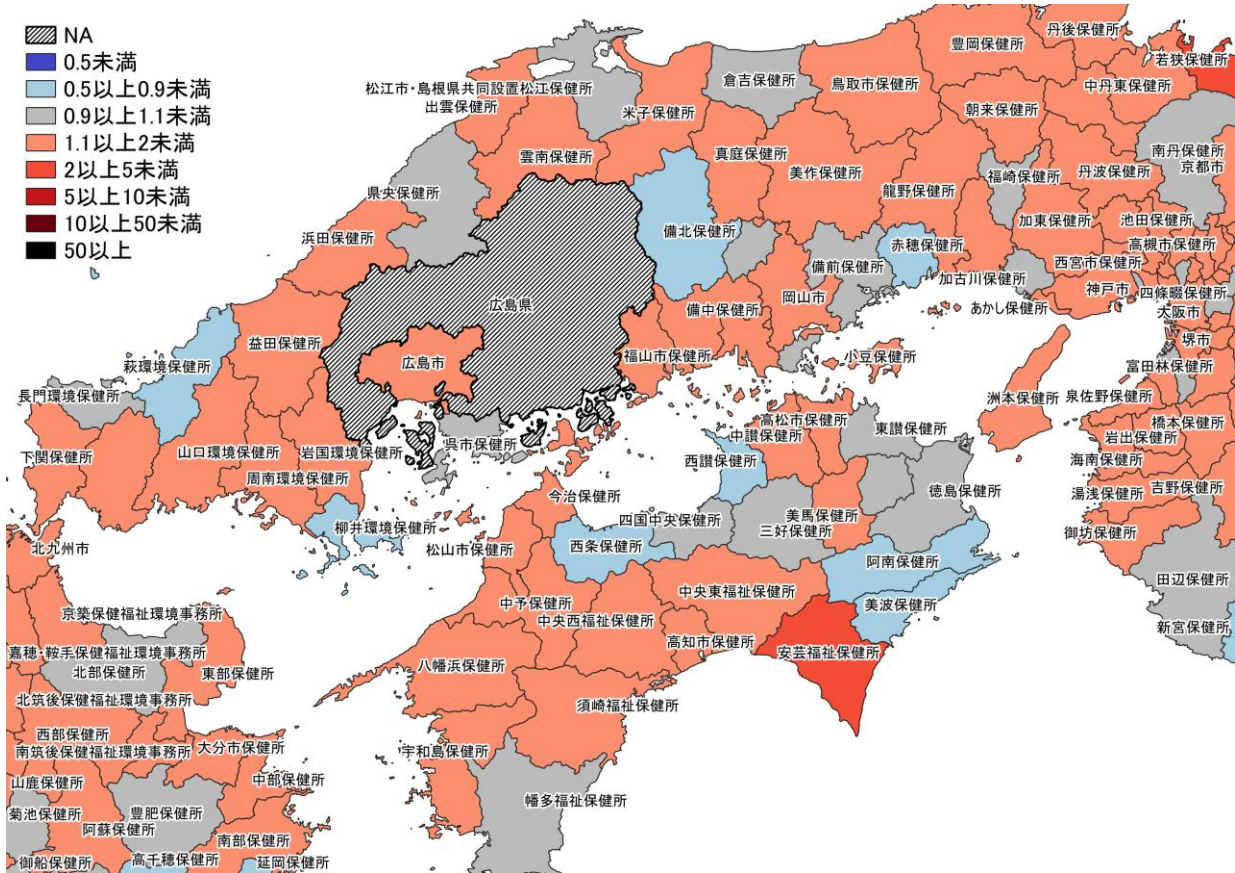 NA
0.5未満
0.5以上0.9未満
0.9以上1.1未満
1.1以上2未満
2以上5未満
5以上10未満
10以上50未満
50以上
丹後保健所
豊岡保健所
若狭保健所
倉吉保健所
鳥取市保健所
中丹東保健所
松江市・島根県共同設置松江保健所
出雲保健所
米子保健所
朝来保健所
雲南保健所
真庭保健所
南丹保健所
京都市
美作保健所
福崎保健所
丹波保健所
県央保健所
龍野保健所
浜田保健所
備北保健所
加東保健所
池田保健所
赤穂保健所
高槻市保健所
備前保健所
西宮市保健所
加古川保健所
神戸市
四條畷保健所
広島県
岡山市
備中保健所
あかし保健所
大阪市
益田保健所
堺市
広島市
福山市保健所
小豆保健所
萩環境保健所
富田林保健所
長門環境保健所
洲本保健所
泉佐野保健所
高松市保健所
橋本保健所
中讃保健所
東讃保健所
岩出保健所
呉市保健所
下関保健所
山口環境保健所
岩国環境保健所
西讃保健所
海南保健所
周南環境保健所
吉野保健所
徳島保健所
湯浅保健所
今治保健所
美馬保健所
四国中央保健所
三好保健所
柳井環境保健所
御坊保健所
北九州市
松山市保健所
西条保健所
阿南保健所
田辺保健所
中央東福祉保健所
中予保健所
美波保健所
京築保健福祉環境事務所
中央西福祉保健所
新宮保健所
高知市保健所
嘉穂・鞍手保健福祉環境事務所
安芸福祉保健所
北部保健所
東部保健所
八幡浜保健所
北筑後保健福祉環境事務所
須崎福祉保健所
西部保健所
南筑後保健福祉環境事務所
大分市保健所
宇和島保健所
山鹿保健所
中部保健所
菊池保健所
豊肥保健所
幡多福祉保健所
阿蘇保健所
南部保健所
御船保健所
高千穂保健所
延岡保健所